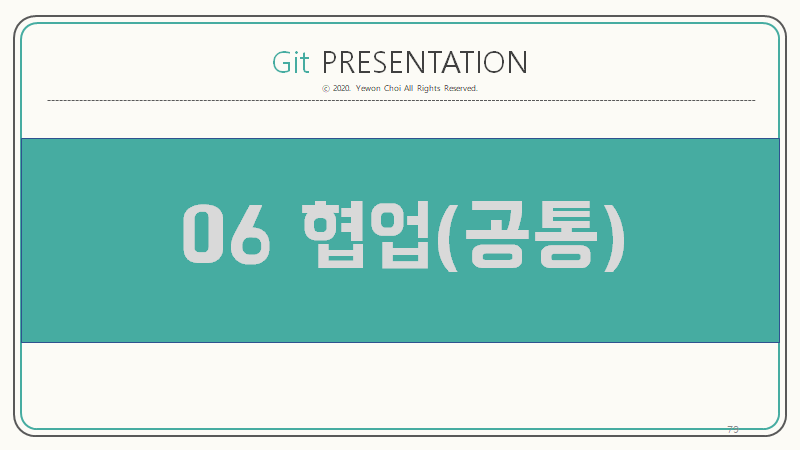 Git PRESENTATION
ⓒ 2020. Yewon Choi All Rights Reserved.
06 협업(공통)
79